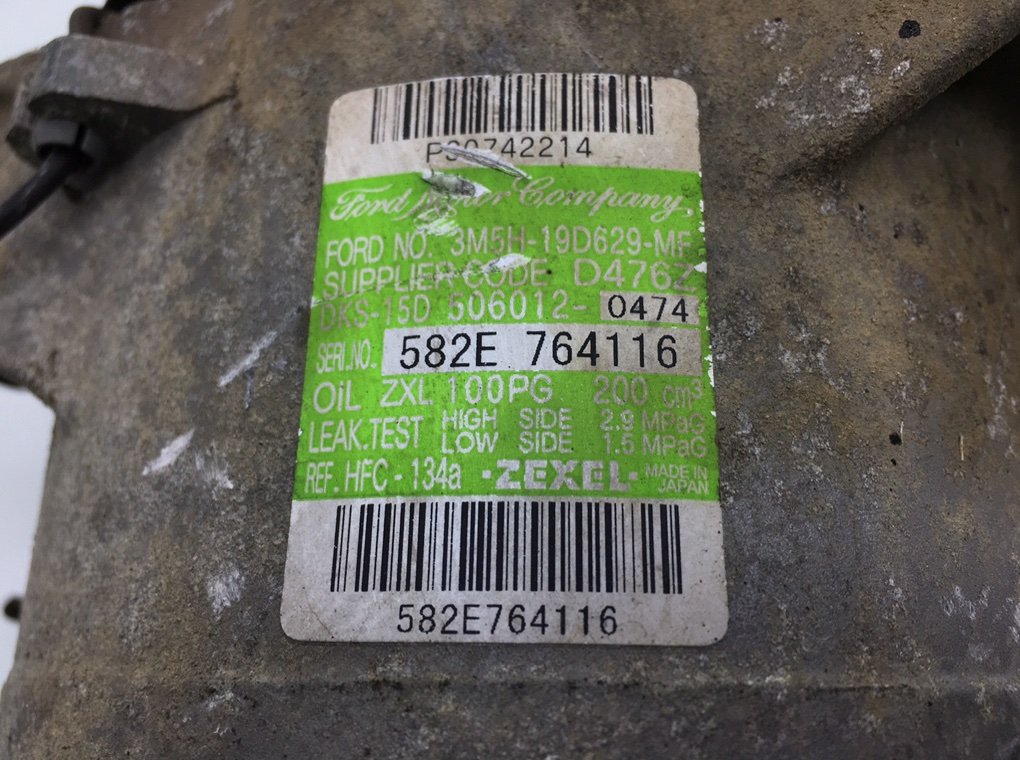 P30742214
Ford Motor Company,
FORD NO. 3M5H-19D629-MF
SUPPLIER CODE D476Z
DKS-15D 506012- 0474
SERI.NO. 582E 764116
OiL ZXL 100PG 200 cm³
LEAK.TEST HIGH SIDE 2.9 MPaG
LOW SIDE 1.5 MPaG
REF. HFC - 134a ·ZEXEL· MADE IN JAPAN
582E764116